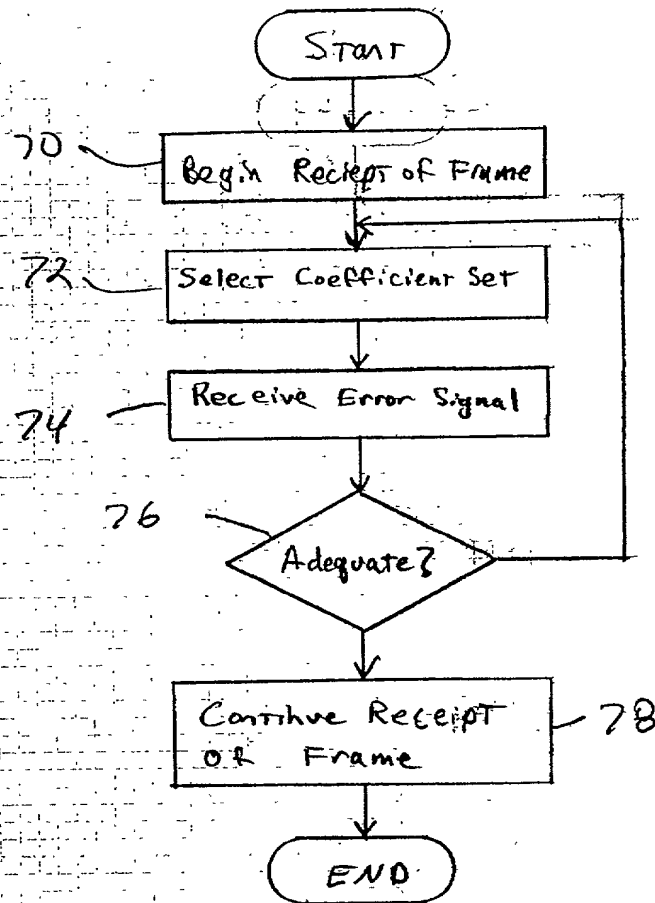 Start
70
Begin Reciept of Frame
72
Select Coefficient Set
74
Receive Error Signal
76
Adequate?
Continue Receipt
of Frame
78
END